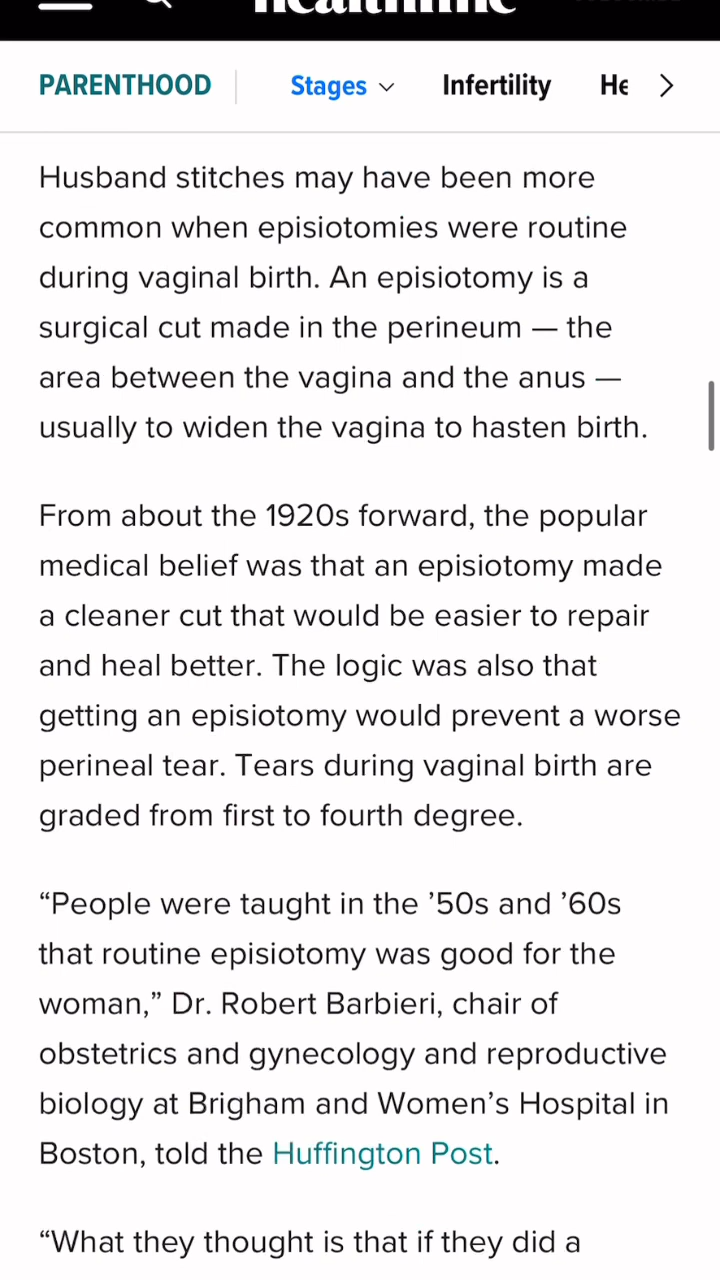 healthline
PARENTHOOD
Stages
Infertility
He
Husband stitches may have been more
common when episiotomies were routine
during vaginal birth. An episiotomy is a
surgical cut made in the perineum — the
area between the vagina and the anus —
usually to widen the vagina to hasten birth.
From about the 1920s forward, the popular
medical belief was that an episiotomy made
a cleaner cut that would be easier to repair
and heal better. The logic was also that
getting an episiotomy would prevent a worse
perineal tear. Tears during vaginal birth are
graded from first to fourth degree.
“People were taught in the ’50s and ’60s
that routine episiotomy was good for the
woman,” Dr. Robert Barbieri, chair of
obstetrics and gynecology and reproductive
biology at Brigham and Women’s Hospital in
Boston, told the Huffington Post.
“What they thought is that if they did a